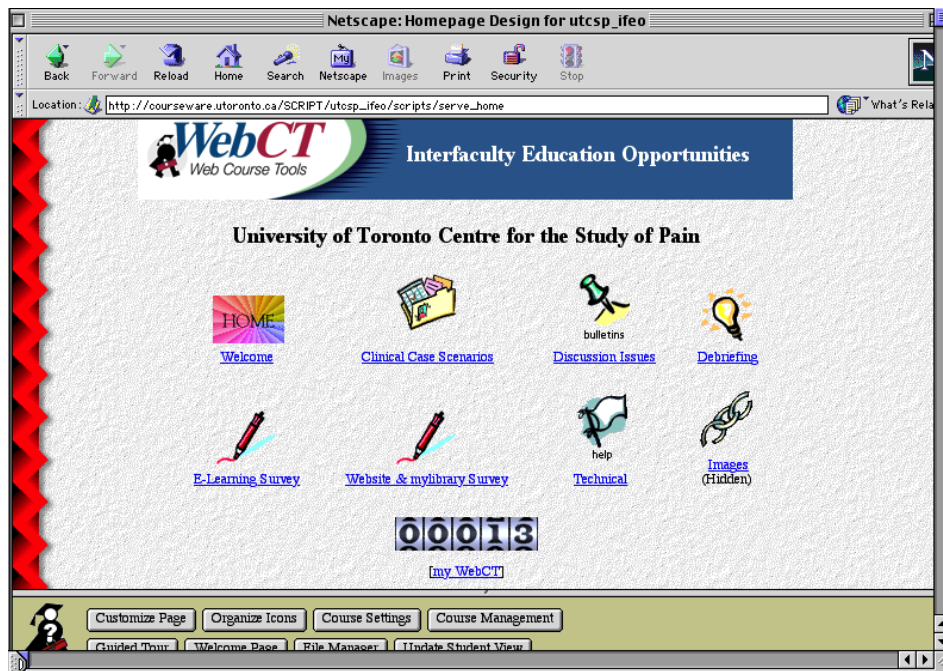 Netscape: Homepage Design for utcsp_ifeo
My
Back Forward Reload Home Search Netscape Images Print Security Stop
N
Location: http://courseware.utoronto.ca/SCRIPT/utcsp_ifeo/scripts/serve_home What's Rela
WebCT
Web Course Tools
Interfaculty Education Opportunities
University of Toronto Centre for the Study of Pain
HOME
bulletins
Welcome Clinical Case Scenarios Discussion Issues Debriefing
help
E-Learning Survey Website & mylibrary Survey Technical Images
(Hidden)
00013
[my WebCT]
?
Customize Page Organize Icons Course Settings Course Management
Guided Tour Welcome Page File Manager Update Student View